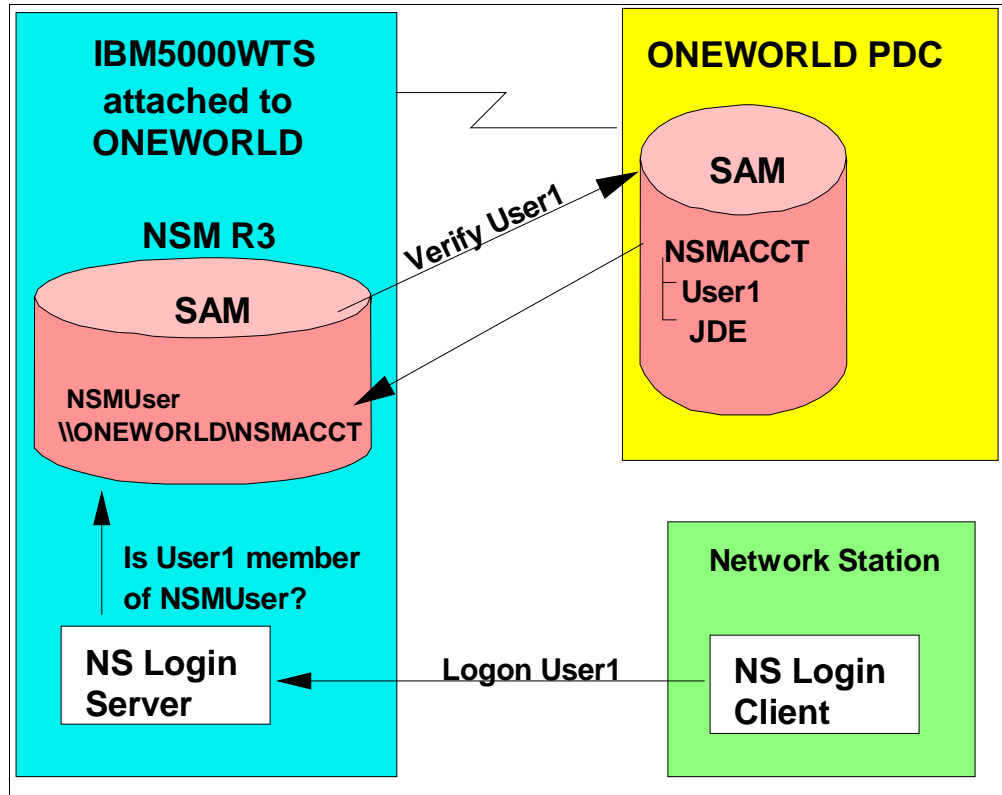 IBM5000WTS
attached to
ONEWORLD
NSM R3
SAM
NSMUser
\\ONEWORLD\NSMACCT
Is User1 member
of NSMUser?
NS Login
Server
Verify User1
ONEWORLD PDC
SAM
NSMACCT
User1
JDE
Logon User1
Network Station
NS Login
Client